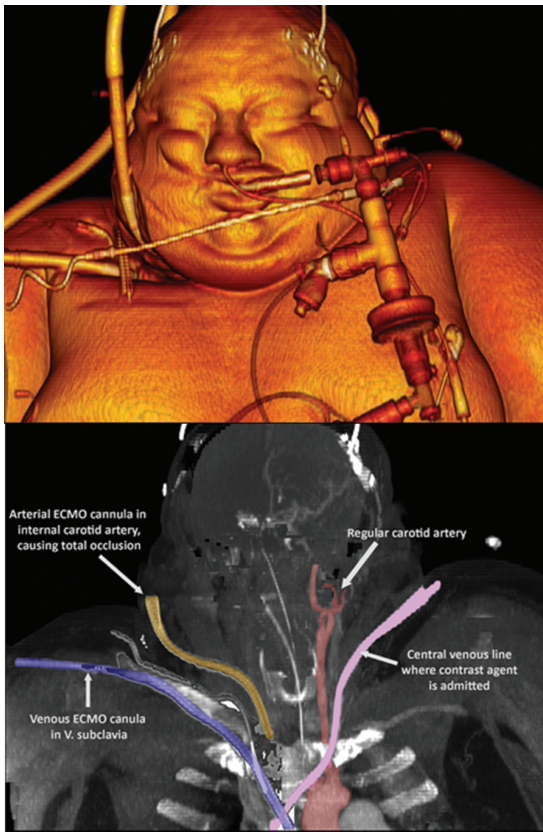 Arterial ECMO cannula in
internal carotid artery,
causing total occlusion
Regular carotid artery
Central venous line
where contrast agent
is admitted
Venous ECMO canula
in V. subclavia